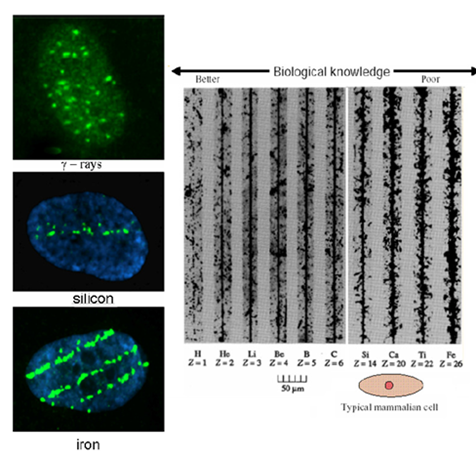 Biological knowledge
Better Poor
γ – rays
silicon
iron
H He Li Be B C Si Ca Ti Fe
Z = 1 Z = 2 Z = 3 Z = 4 Z = 5 Z = 6 Z = 14 Z = 20 Z = 22 Z = 26
50 μm
Typical mammalian cell